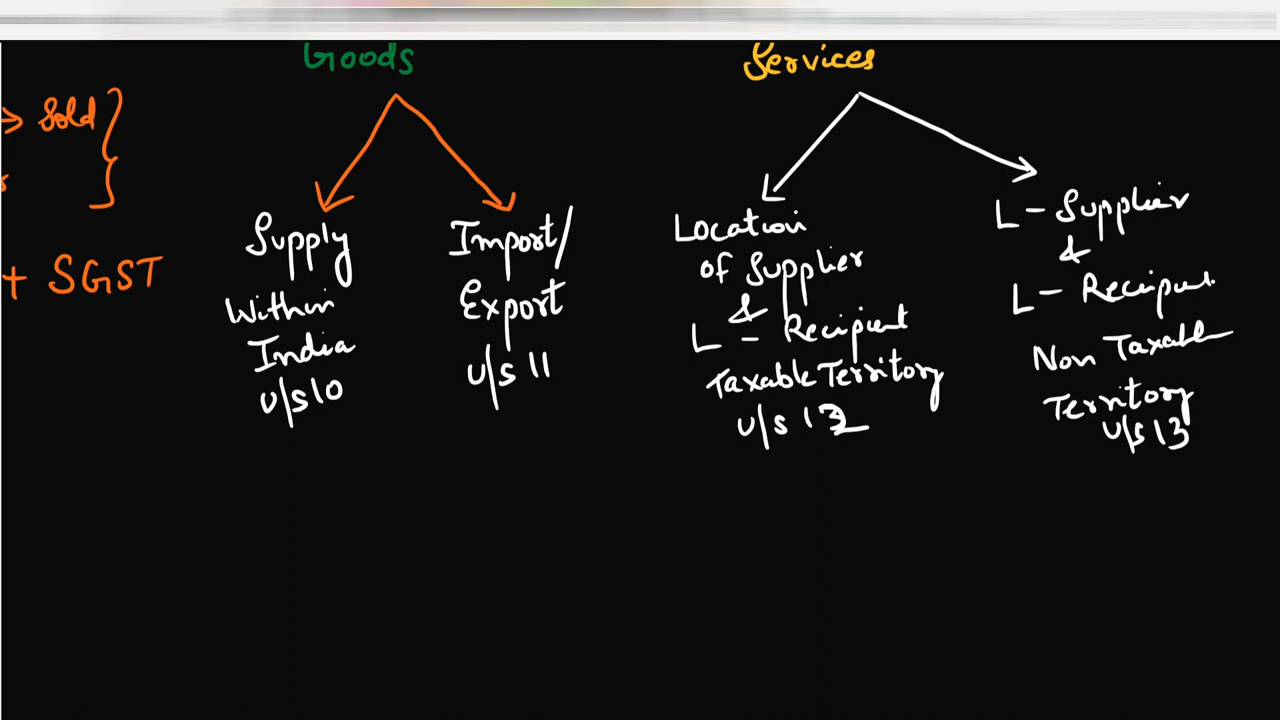 Goods
Services
→ Sold
+ SGST
Supply
Within
India
u/s 10
Import/
Export
u/s 11
Location
of Supplier
&
L - Recipient
Taxable Territory
u/s 12
L - Supplier
&
L - Recipient
Non Taxable
Territory
u/s 13